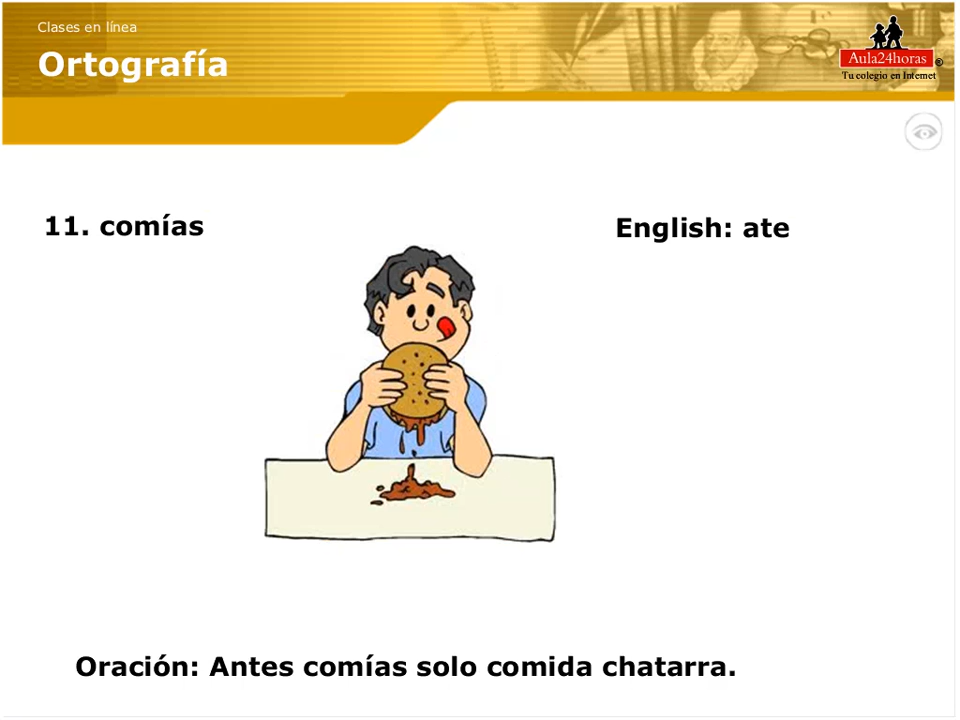 Clases en línea
Ortografía
Aula24horas ®
Tu colegio en Internet
11. comías
English: ate
Oración: Antes comías solo comida chatarra.